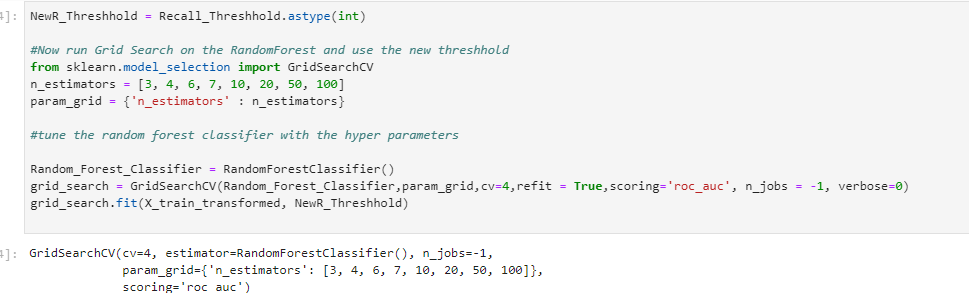 4]: NewR_Threshhold = Recall_Threshhold.astype(int)
#Now run Grid Search on the RandomForest and use the new threshhold
from sklearn.model_selection import GridSearchCV
n_estimators = [3, 4, 6, 7, 10, 20, 50, 100]
param_grid = {'n_estimators' : n_estimators}
#tune the random forest classifier with the hyper parameters
Random_Forest_Classifier = RandomForestClassifier()
grid_search = GridSearchCV(Random_Forest_Classifier,param_grid,cv=4,refit = True,scoring='roc_auc', n_jobs = -1, verbose=0)
grid_search.fit(X_train_transformed, NewR_Threshhold)
4]: GridSearchCV(cv=4, estimator=RandomForestClassifier(), n_jobs=-1,
param_grid={'n_estimators': [3, 4, 6, 7, 10, 20, 50, 100]},
scoring='roc_auc')